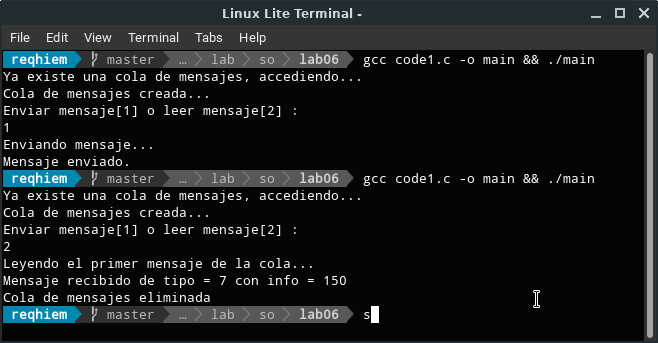 Linux Lite Terminal -
File Edit View Terminal Tabs Help
reqhiem master … lab so lab06 gcc code1.c -o main && ./main
Ya existe una cola de mensajes, accediendo...
Cola de mensajes creada...
Enviar mensaje[1] o leer mensaje[2] :
1
Enviando mensaje...
Mensaje enviado.
reqhiem master … lab so lab06 gcc code1.c -o main && ./main
Ya existe una cola de mensajes, accediendo...
Cola de mensajes creada...
Enviar mensaje[1] o leer mensaje[2] :
2
Leyendo el primer mensaje de la cola...
Mensaje recibido de tipo = 7 con info = 150
Cola de mensajes eliminada
reqhiem master … lab so lab06 s